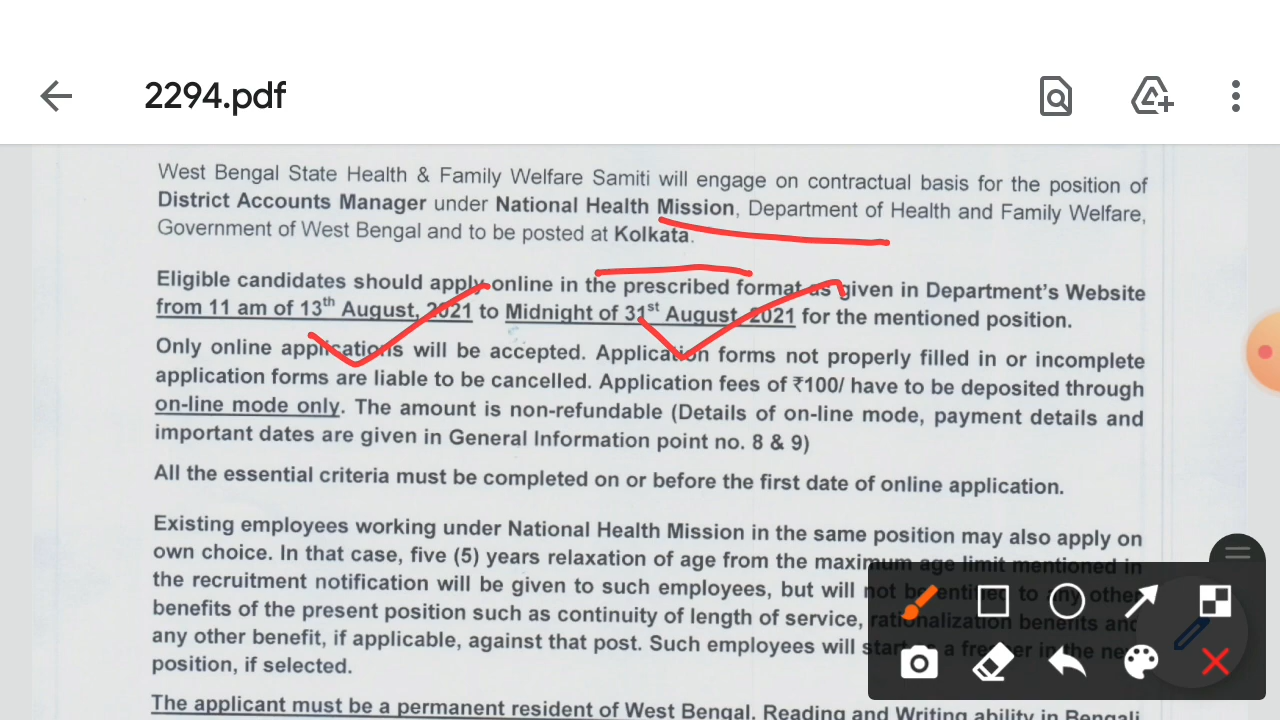 2294.pdf
West Bengal State Health & Family Welfare Samiti will engage on contractual basis for the position of
District Accounts Manager under National Health Mission, Department of Health and Family Welfare,
Government of West Bengal and to be posted at Kolkata.
Eligible candidates should apply online in the prescribed format as given in Department's Website
from 11 am of 13th August, 2021 to Midnight of 31st August, 2021 for the mentioned position.
Only online applications will be accepted. Application forms not properly filled in or incomplete
application forms are liable to be cancelled. Application fees of ₹100/ have to be deposited through
on-line mode only. The amount is non-refundable (Details of on-line mode, payment details and
important dates are given in General Information point no. 8 & 9)
All the essential criteria must be completed on or before the first date of online application.
Existing employees working under National Health Mission in the same position may also apply on
own choice. In that case, five (5) years relaxation of age from the maximum age limit mentioned in
the recruitment notification will be given to such employees, but will not be entitled to any other
benefits of the present position such as continuity of length of service, rationalization benefits and
any other benefit, if applicable, against that post. Such employees will start as a fresher in the new
position, if selected.
The applicant must be a permanent resident of West Bengal. Reading and Writing ability in Bengali